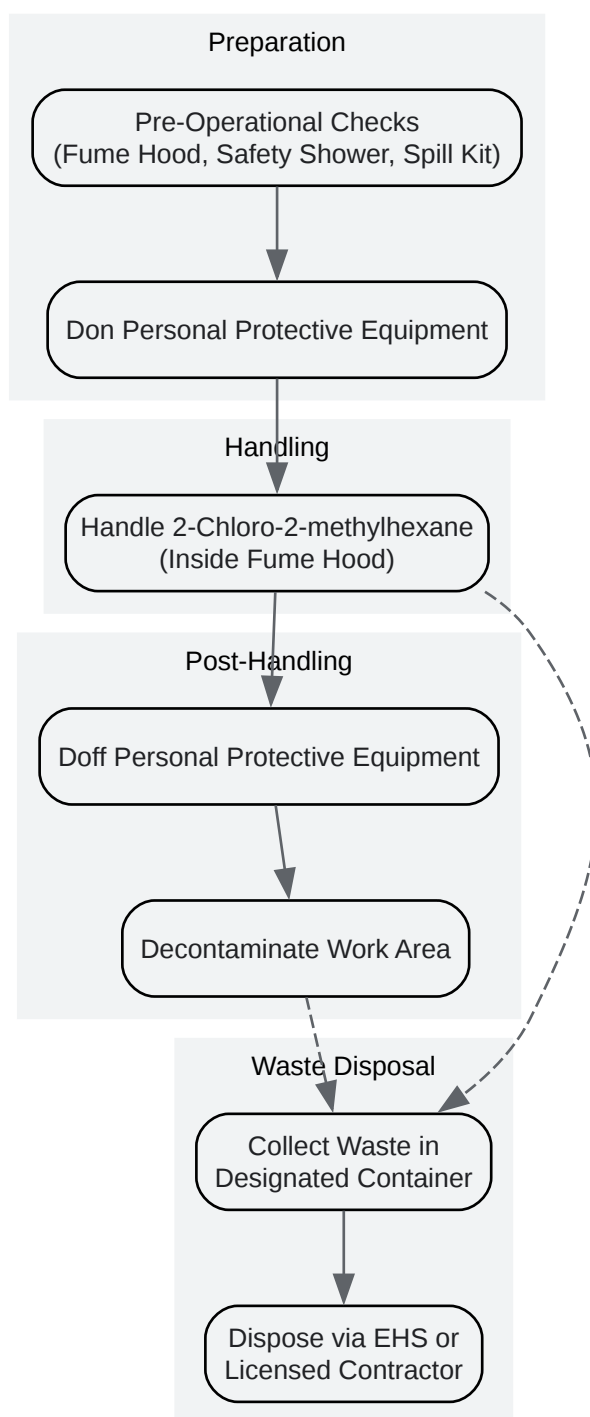 Preparation
Pre-Operational Checks
(Fume Hood, Safety Shower, Spill Kit)
Don Personal Protective Equipment
Handling
Handle 2-Chloro-2-methylhexane
(Inside Fume Hood)
Post-Handling
Doff Personal Protective Equipment
Decontaminate Work Area
Waste Disposal
Collect Waste in
Designated Container
Dispose via EHS or
Licensed Contractor